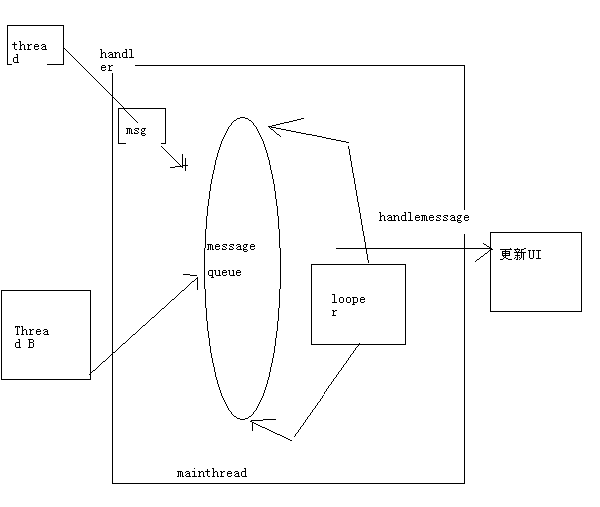 threa
d
handl
er
msg
handlemessage
message
queue
更新UI
loope
r
Threa
d B
mainthread